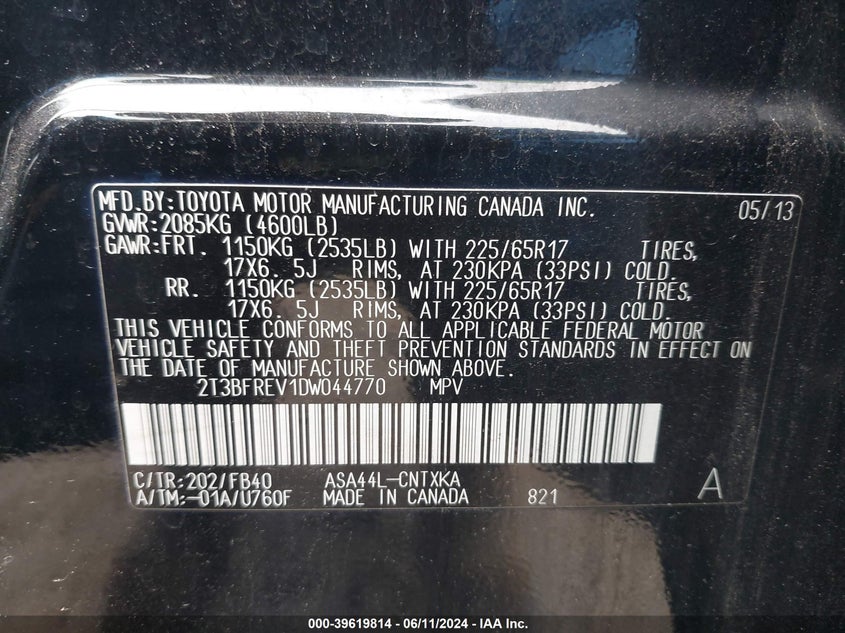 MFD.BY:TOYOTA MOTOR MANUFACTURING CANADA INC. 05/13
GVWR:2085KG (4600LB)
GAWR:FRT. 1150KG (2535LB) WITH 225/65R17 TIRES,
17X6. 5J RIMS, AT 230KPA (33PSI) COLD.
RR. 1150KG (2535LB) WITH 225/65R17 TIRES,
17X6. 5J RIMS, AT 230KPA (33PSI) COLD.
THIS VEHICLE CONFORMS TO ALL APPLICABLE FEDERAL MOTOR
VEHICLE SAFETY AND THEFT PREVENTION STANDARDS IN EFFECT ON
THE DATE OF MANUFACTURE SHOWN ABOVE.
2T3BFREV1DW044770 MPV
C/TR:202/FB40 ASA44L-CNTXKA A
A/TM:-01A/U760F MADE IN CANADA 821
000-39619814 - 06/11/2024 - IAA Inc.